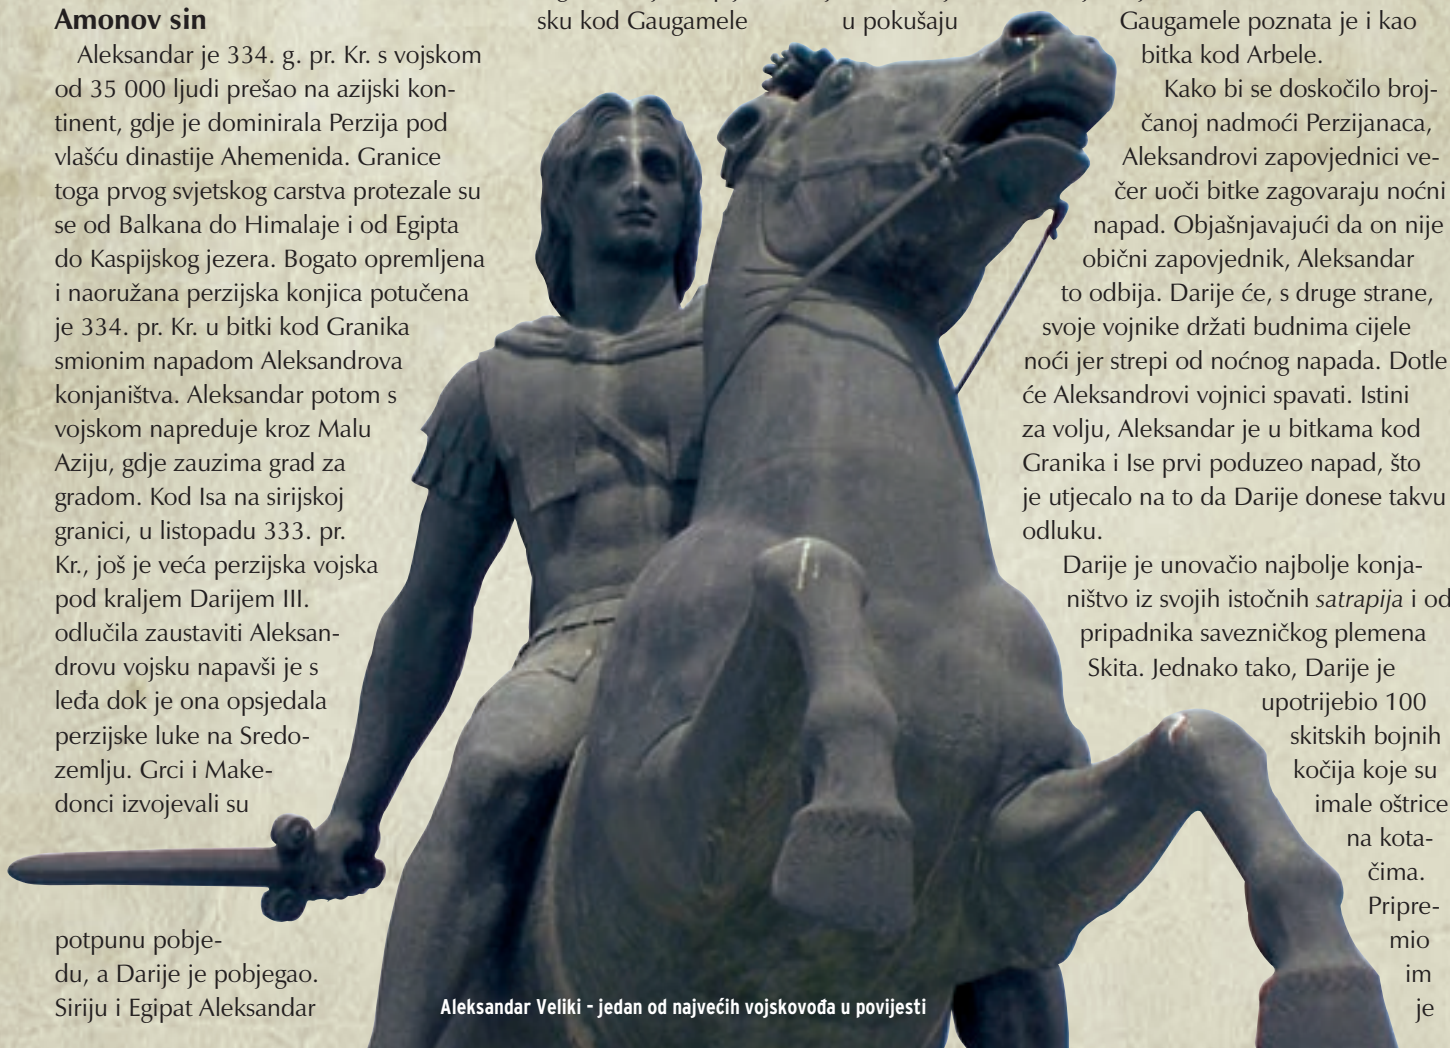 Amonov sin
Aleksandar je 334. g. pr. Kr. s vojskom
od 35 000 ljudi prešao na azijski kon-
tinent, gdje je dominirala Perzija pod
vlašću dinastije Ahemenida. Granice
toga prvog svjetskog carstva protezale su
se od Balkana do Himalaje i od Egipta
do Kaspijskog jezera. Bogato opremljena
i naoružana perzijska konjica potučena
je 334. pr. Kr. u bitki kod Granika
smionim napadom Aleksandrova
konjaništva. Aleksandar potom s
vojskom napreduje kroz Malu
Aziju, gdje zauzima grad za
gradom. Kod Isa na sirijskoj
granici, u listopadu 333. pr.
Kr., još je veća perzijska vojska
pod kraljem Darijem III.
odlučila zaustaviti Aleksan-
drovu vojsku napavši je s
leđa dok je ona opsjedala
perzijske luke na Sredo-
zemlju. Grci i Make-
donci izvojevali su
potpunu pobje-
du, a Darije je pobjegao.
Siriju i Egipat Aleksandar
sku kod Gaugamele
u pokušaju
Gaugamele poznata je i kao
bitka kod Arbele.
Kako bi se doskočilo broj-
čanoj nadmoći Perzijanaca,
Aleksandrovi zapovjednici ve-
čer uoči bitke zagovaraju noćni
napad. Objašnjavajući da on nije
obični zapovjednik, Aleksandar
to odbija. Darije će, s druge strane,
svoje vojnike držati budnima cijele
noći jer strepi od noćnog napada. Dotle
će Aleksandrovi vojnici spavati. Istini
za volju, Aleksandar je u bitkama kod
Granika i Ise prvi poduzeo napad, što
je utjecalo na to da Darije donese takvu
odluku.
Darije je unovačio najbolje konja-
ništvo iz svojih istočnih satrapija i od
pripadnika savezničkog plemena
Skita. Jednako tako, Darije je
upotrijebio 100
skitskih bojnih
kočija koje su
imale oštrice
na kota-
čima.
Pripre-
mio
im
je
Aleksandar Veliki - jedan od najvećih vojskovođa u povijesti